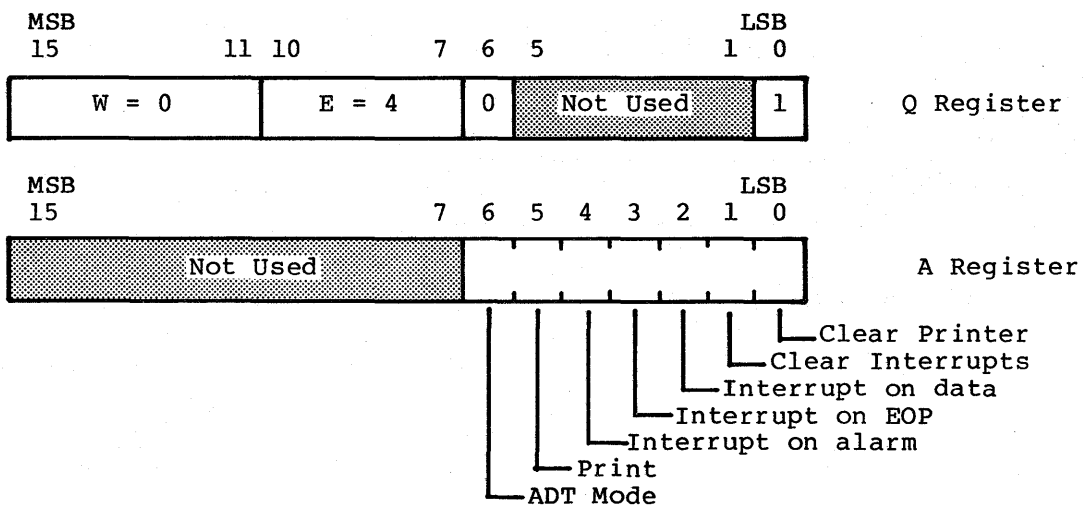 MSB LSB
15 11 10 7 6 5 1 0
W = 0 E = 4 0 Not Used 1 Q Register
MSB LSB
15 7 6 5 4 3 2 1 0
Not Used A Register
Clear Printer
Clear Interrupts
Interrupt on data
Interrupt on EOP
Interrupt on alarm
Print
ADT Mode